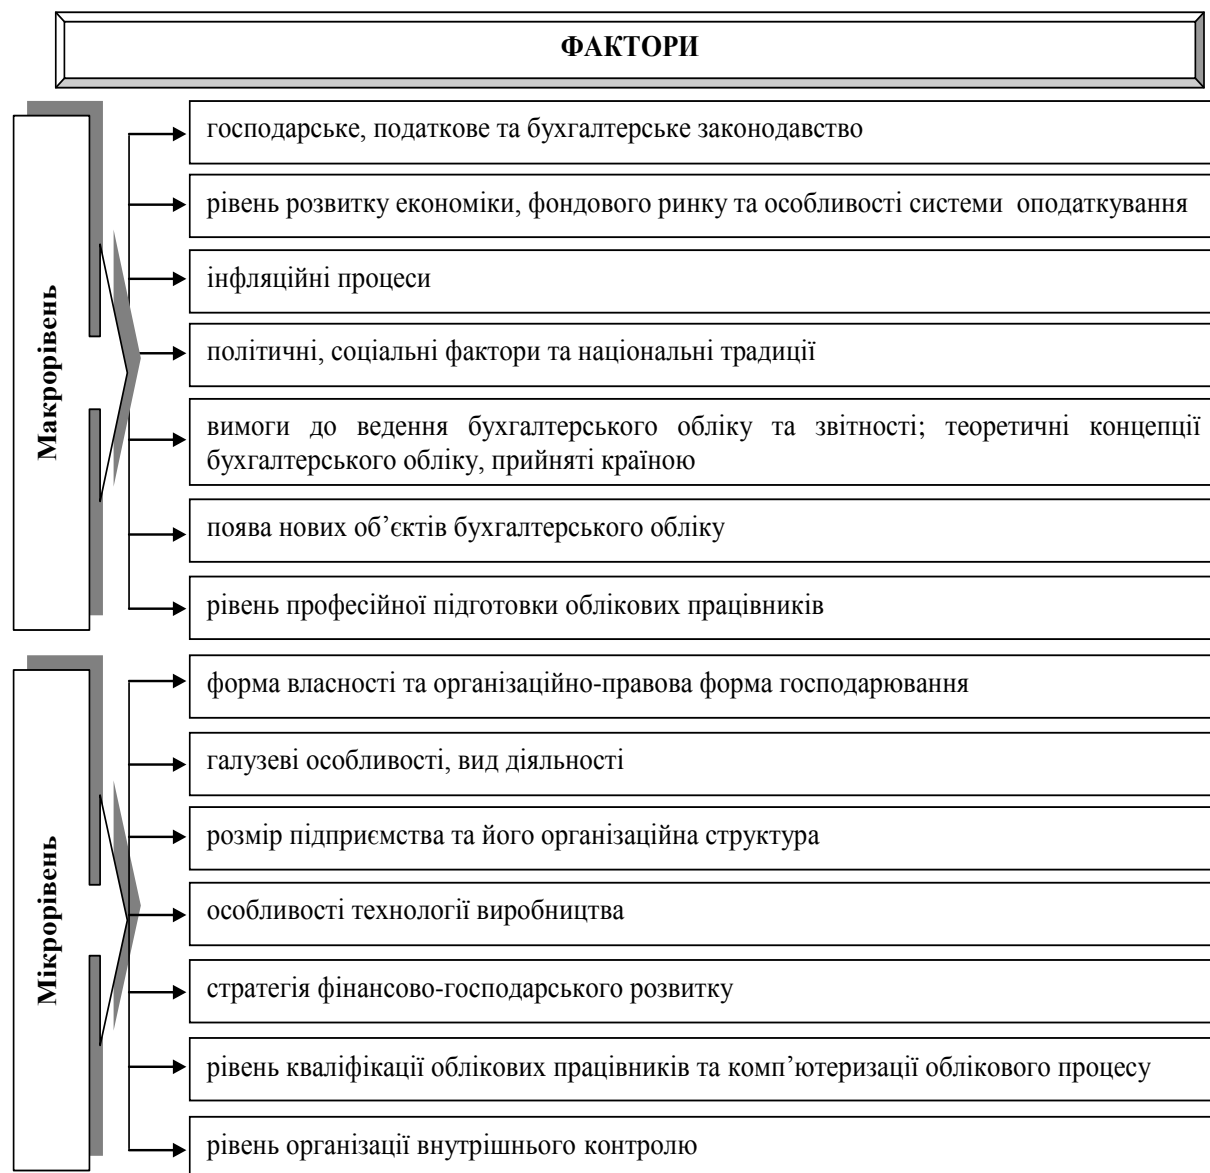 ФАКТОРИ
Макрорівень
господарське, податкове та бухгалтерське законодавство
рівень розвитку економіки, фондового ринку та особливості системи оподаткування
інфляційні процеси
політичні, соціальні фактори та національні традиції
вимоги до ведення бухгалтерського обліку та звітності; теоретичні концепції
бухгалтерського обліку, прийняті країною
поява нових об’єктів бухгалтерського обліку
рівень професійної підготовки облікових працівників
Мікрорівень
форма власності та організаційно-правова форма господарювання
галузеві особливості, вид діяльності
розмір підприємства та його організаційна структура
особливості технології виробництва
стратегія фінансово-господарського розвитку
рівень кваліфікації облікових працівників та комп’ютеризації облікового процесу
рівень організації внутрішнього контролю